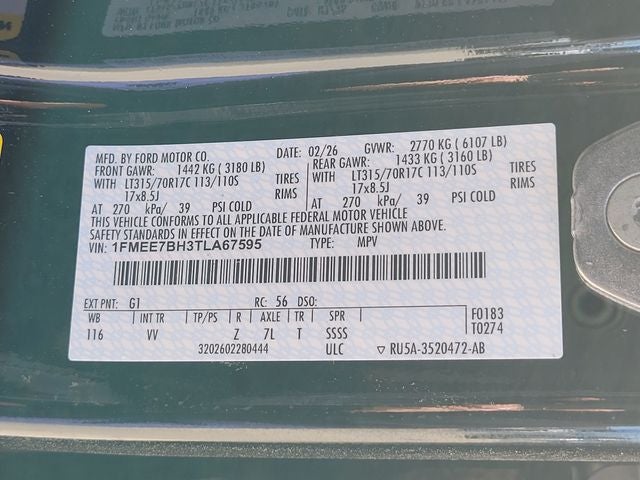 MFD. BY FORD MOTOR CO.
DATE: 02/26 GVWR: 2770 KG ( 6107 LB)
FRONT GAWR: 1442 KG ( 3180 LB)
REAR GAWR: 1433 KG ( 3160 LB)
WITH LT315/70R17C 113/110S TIRES
WITH LT315/70R17C 113/110S TIRES
17x8.5J RIMS
17x8.5J RIMS
AT 270 kPa/ 39 PSI COLD
AT 270 kPa/ 39 PSI COLD
THIS VEHICLE CONFORMS TO ALL APPLICABLE FEDERAL MOTOR VEHICLE
SAFETY STANDARDS IN EFFECT ON THE DATE OF MANUFACTURE SHOWN ABOVE.
VIN: 1FMEE7BH3TLA67595 TYPE: MPV
EXT PNT: G1 RC: 56 DSO:
WB INT TR TP/PS R AXLE TR SPR
116 VV Z 7L T SSSS
F0183
T0274
3202602280444 ULC ▽ RU5A-3520472-AB